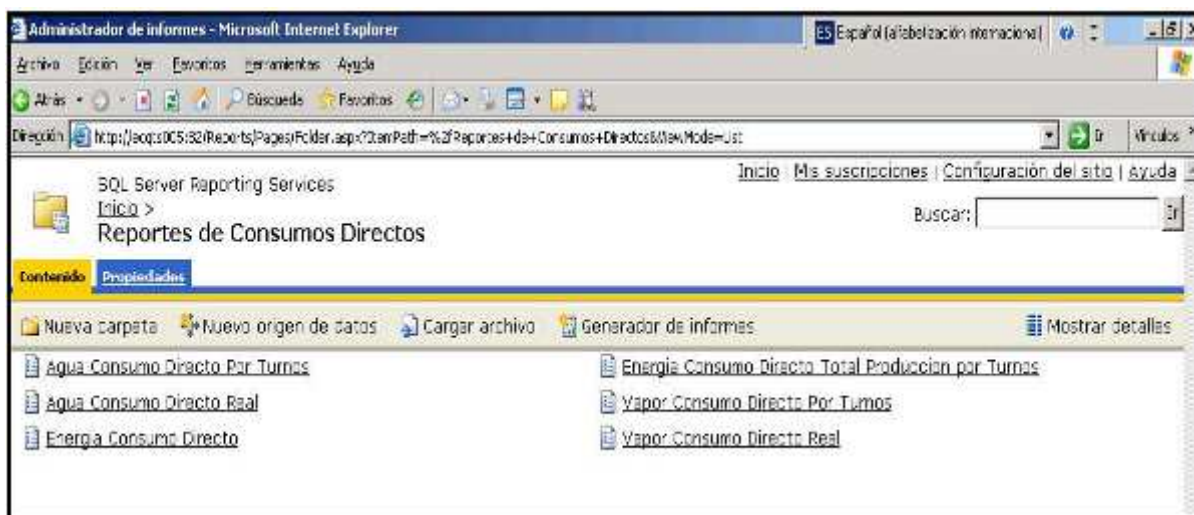 Administrador de informes - Microsoft Internet Explorer
ES Español (alfabetización internacional)
Archivo Edición Ver Favoritos Herramientas Ayuda
Atrás Búsqueda Favoritos
Dirección Ir Vínculos
Inicio | Mis suscripciones | Configuración del sitio | Ayuda
SQL Server Reporting Services
Inicio >
Buscar: Ir
Reportes de Consumos Directos
Contenido Propiedades
Nueva carpeta Nuevo origen de datos Cargar archivo Generador de informes Mostrar detalles
Agua Consumo Directo Por Turnos
Energia Consumo Directo Total Produccion por Turnos
Agua Consumo Directo Real
Vapor Consumo Directo Por Turnos
Energia Consumo Directo
Vapor Consumo Directo Real